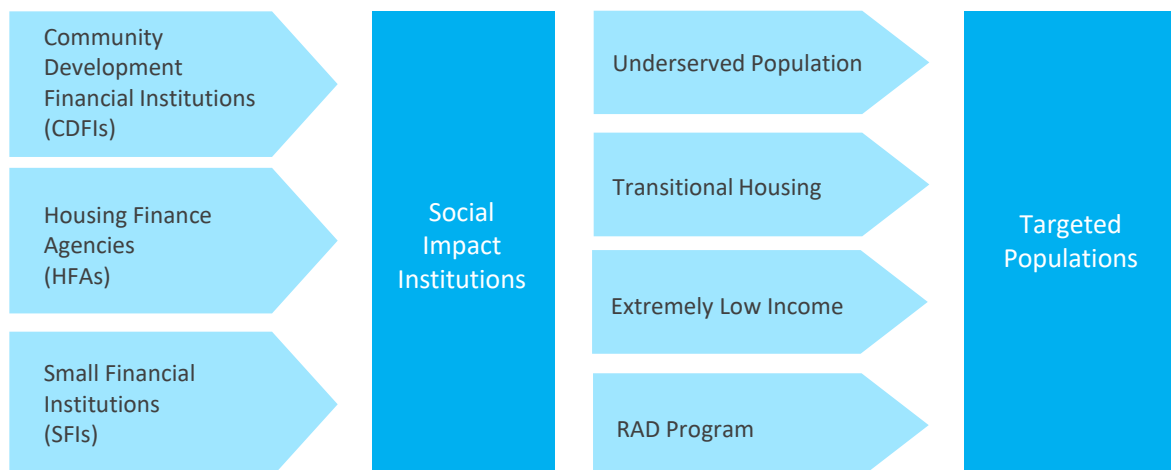 Community
Development
Financial Institutions
(CDFIs)
Housing Finance
Agencies
(HFAs)
Small Financial
Institutions
(SFIs)
Social
Impact
Institutions
Underserved Population
Transitional Housing
Extremely Low Income
RAD Program
Targeted
Populations